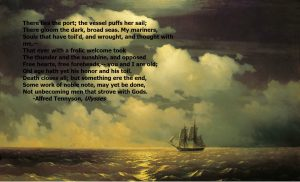 There lies the port; the vessel puffs her sail;
There gloom the dark, broad seas. My mariners,
Souls that have toil'd, and wrought, and thought with
me,—
That ever with a frolic welcome took
The thunder and the sunshine, and opposed
Free hearts, free foreheads,—you and I are old;
Old age hath yet his honor and his toil.
Death closes all; but something ere the end,
Some work of noble note, may yet be done,
Not unbecoming men that strove with Gods.
-Alfred Tennyson, Ulysses